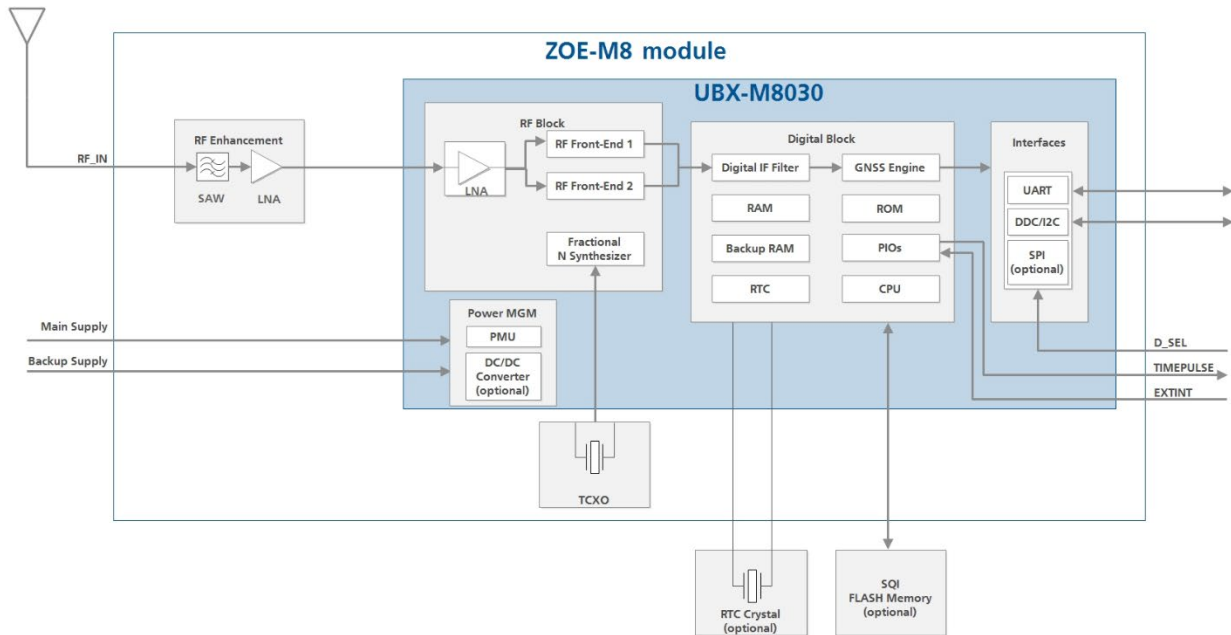 ZOE-M8 module
UBX-M8030
RF Enhancement
SAW
LNA
RF_IN
RF Block
LNA
RF Front-End 1
RF Front-End 2
Fractional
N Synthesizer
Digital Block
Digital IF Filter
GNSS Engine
RAM
ROM
Backup RAM
PIOs
RTC
CPU
Interfaces
UART
DDC/I2C
SPI
(optional)
Main Supply
Backup Supply
Power MGM
PMU
DC/DC
Converter
(optional)
D_SEL
TIMEPULSE
EXTINT
TCXO
RTC Crystal
(optional)
SQI
FLASH Memory
(optional)